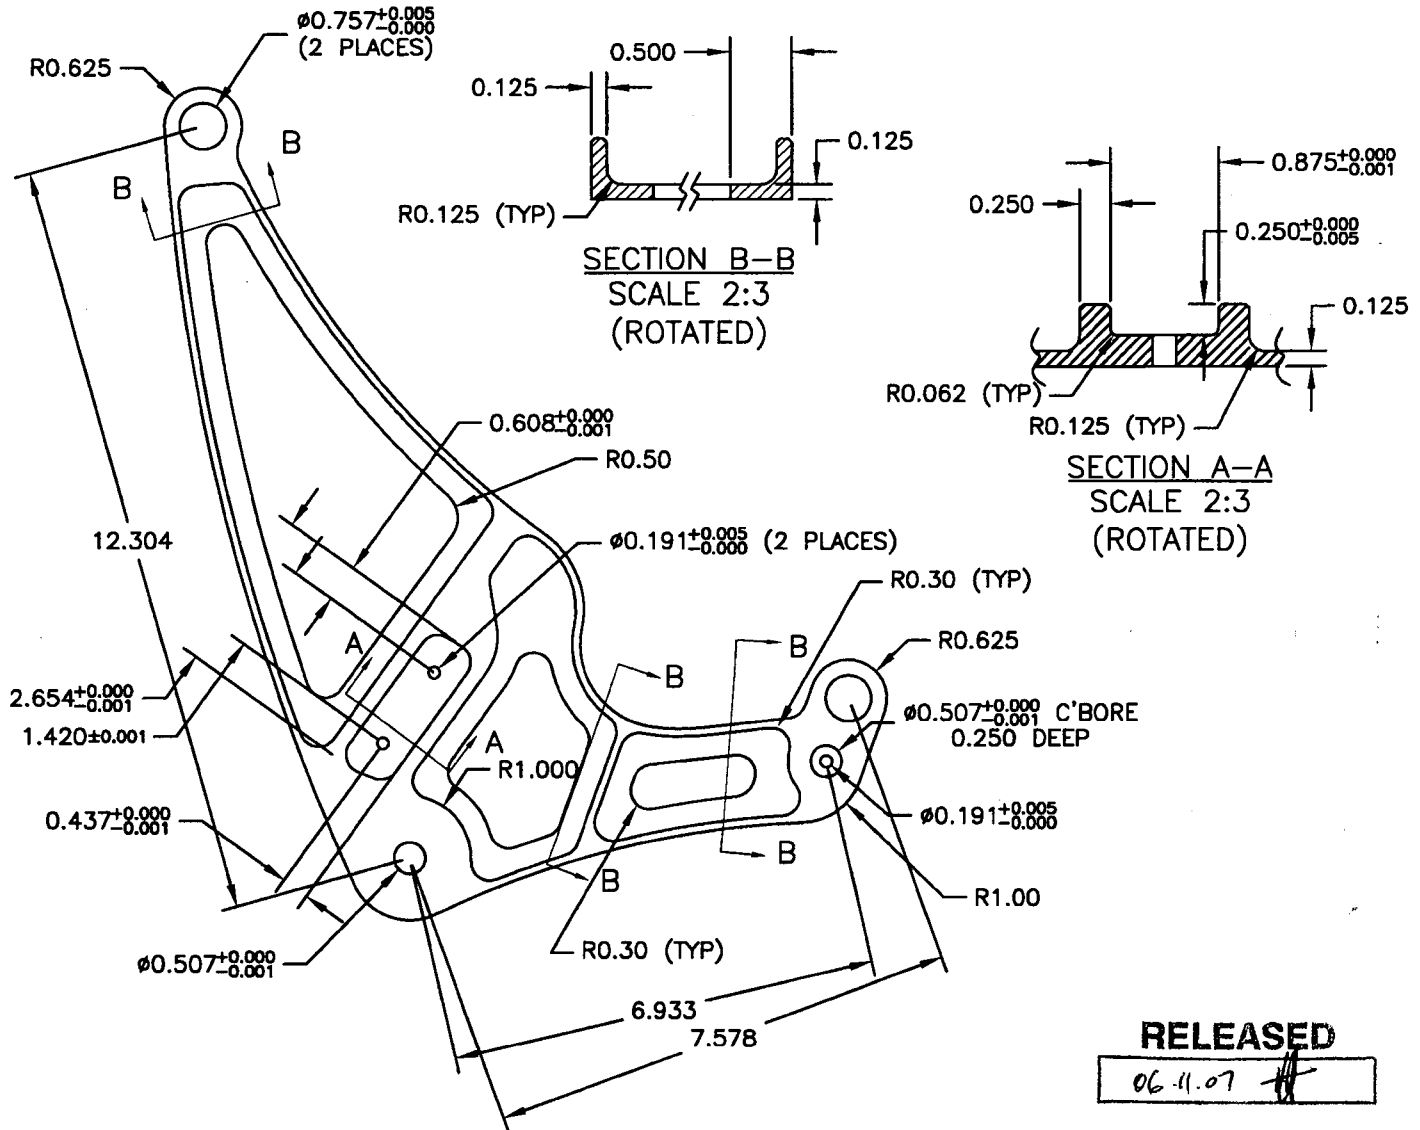 ø0.757+0.005
-0.000
(2 PLACES)
R0.625
0.500
0.125
0.125
R0.125 (TYP)
SECTION B-B
SCALE 2:3
(ROTATED)
B
B
0.875+0.000
-0.001
0.250
0.250+0.000
-0.005
0.125
R0.062 (TYP)
R0.125 (TYP)
SECTION A-A
SCALE 2:3
(ROTATED)
0.608+0.000
-0.001
R0.50
12.304
ø0.191+0.005
-0.000 (2 PLACES)
R0.30 (TYP)
R0.625
A
B
B
2.654+0.000
-0.001
1.420±0.001
ø0.507+0.000
-0.001 C'BORE
0.250 DEEP
A
R1.000
0.437+0.000
-0.001
ø0.191+0.005
-0.000
B
B
R1.00
R0.30 (TYP)
ø0.507+0.000
-0.001
6.933
7.578
RELEASED
06.11.07